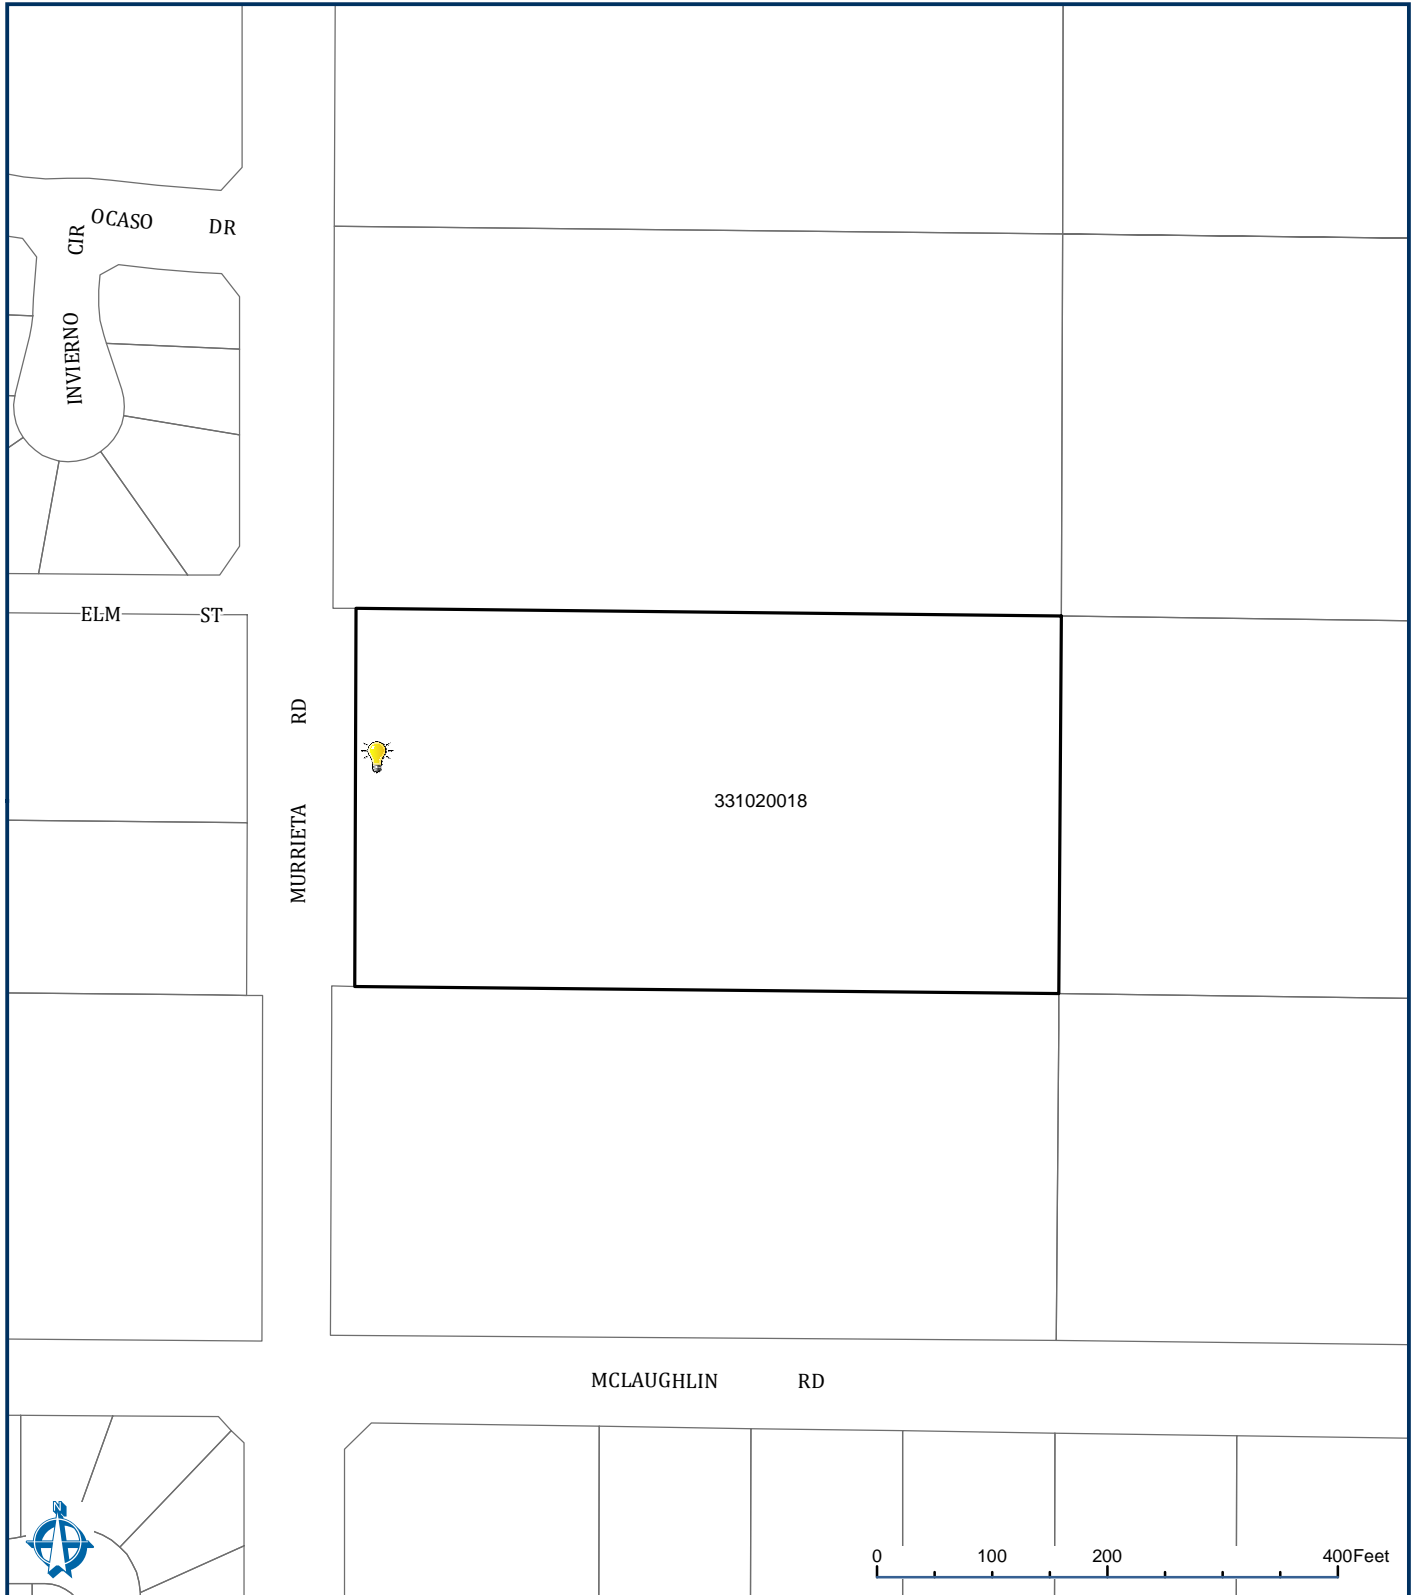 OCASO DR
INVIERNO CIR
ELM ST
MURRIETA RD
331020018
MCLAUGHLIN RD
N
0 100 200 400Feet